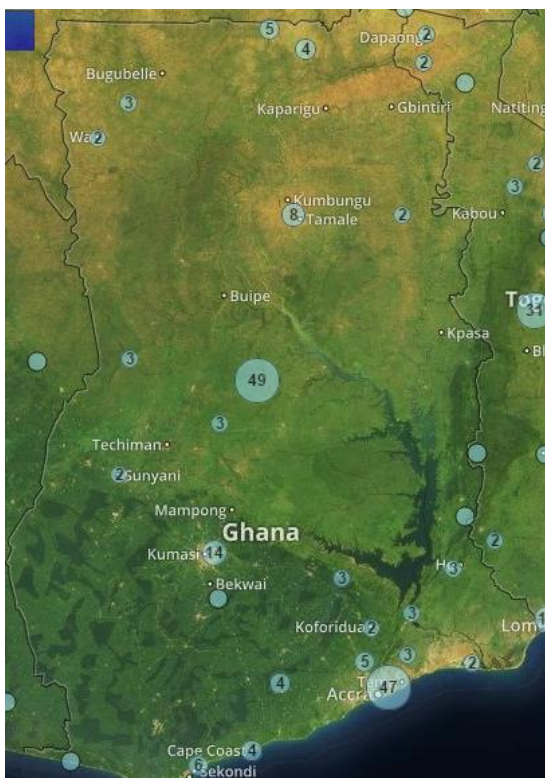 5
4
Dapaong
2
2
Bugubelle
3
Kaparigu
Gbintiri
Natiting
2
2
3
Kumbungu
8
Tamale
2
Kabou
Buipe
31
Kpasa
3
49
3
Techiman
2
Sunyani
Mampong
Ghana
Kumasi
14
2
3
3
Bekwai
3
Koforidua
2
Lom
5
3
2
4
47
Accra
Cape Coast
4
6
Sekondi